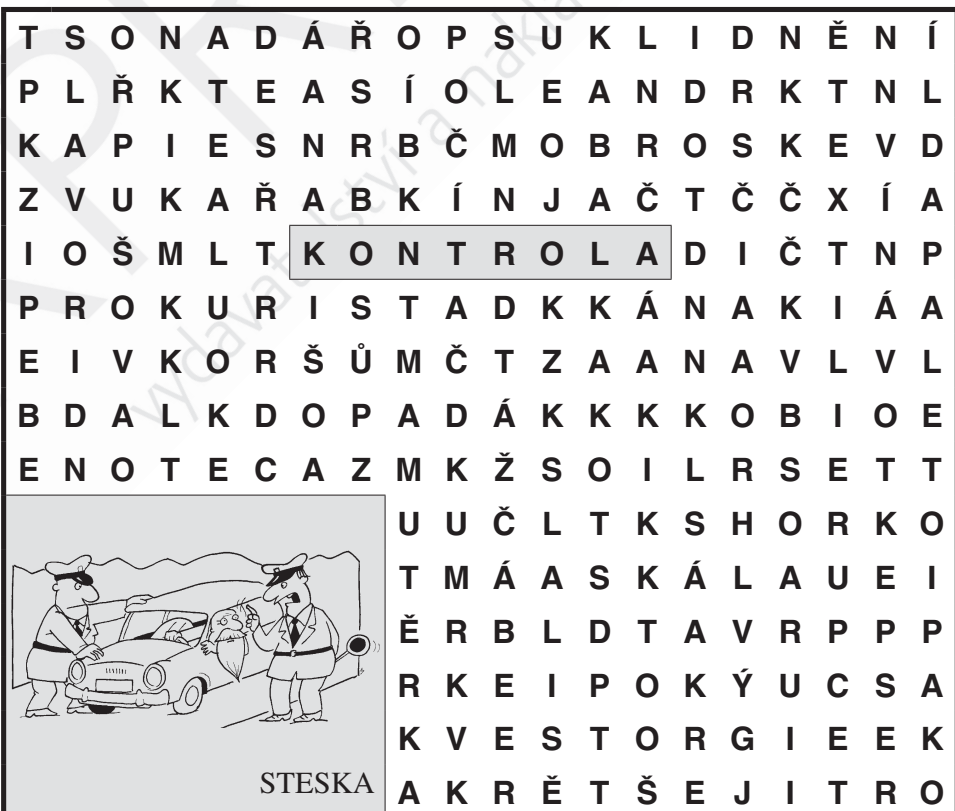 T S O N A D Á Ř O P S U K L I D N Ě N Í
P L Ř K T E A S Í O L E A N D R K T N L
K A P I E S N R B Č M O B R O S K E V D
Z V U K A Ř A B K Í N J A Č T Č Č X Í A
I O Š M L T K O N T R O L A D I Č T N P
P R O K U R I S T A D K K Á N A K I Á A
E I V K O R Š Ů M Č T Z A A N A V L V L
B D A L K D O P A D Á K K K K O B I O E
E N O T E C A Z M K Ž S O I L R S E T T
U U Č L T K S H O R K O
T M Á A S K Á L A U E I
Ě R B L D T A V R P P P
R K E I P O K Ý U C S A
K V E S T O R G I E E K
STESKA A K R Ě T Š E J I T R O